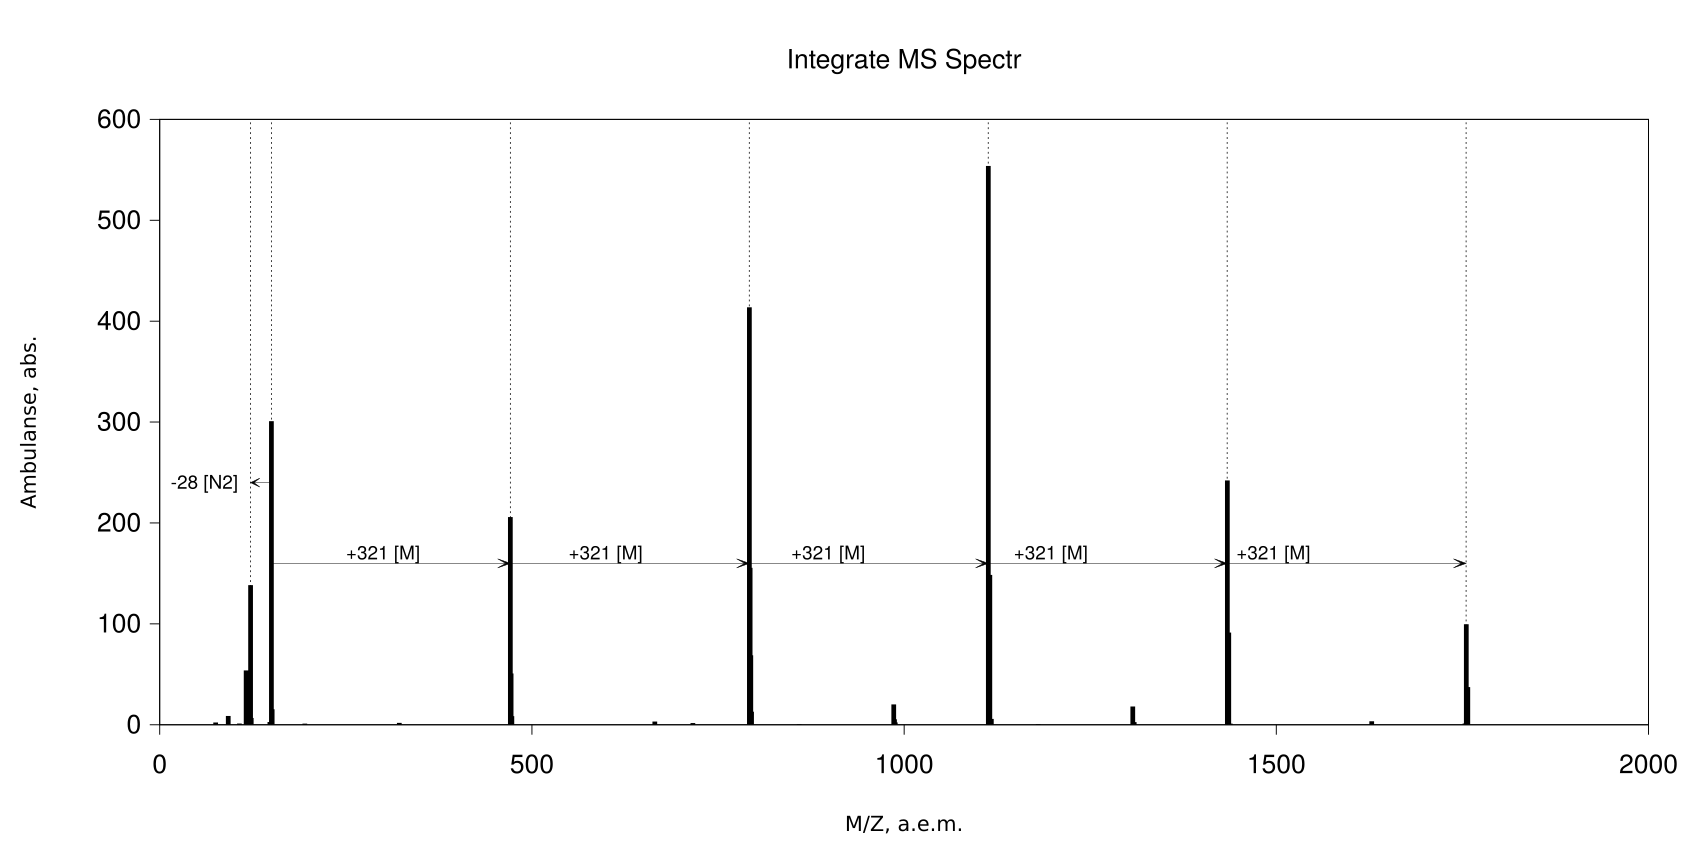 Integrate MS Spectr
600
500
400
300
200
100
0
Ambulanse, abs.
-28 [N2]
+321 [M] +321 [M] +321 [M] +321 [M] +321 [M]
0 500 1000 1500 2000
M/Z, a.e.m.